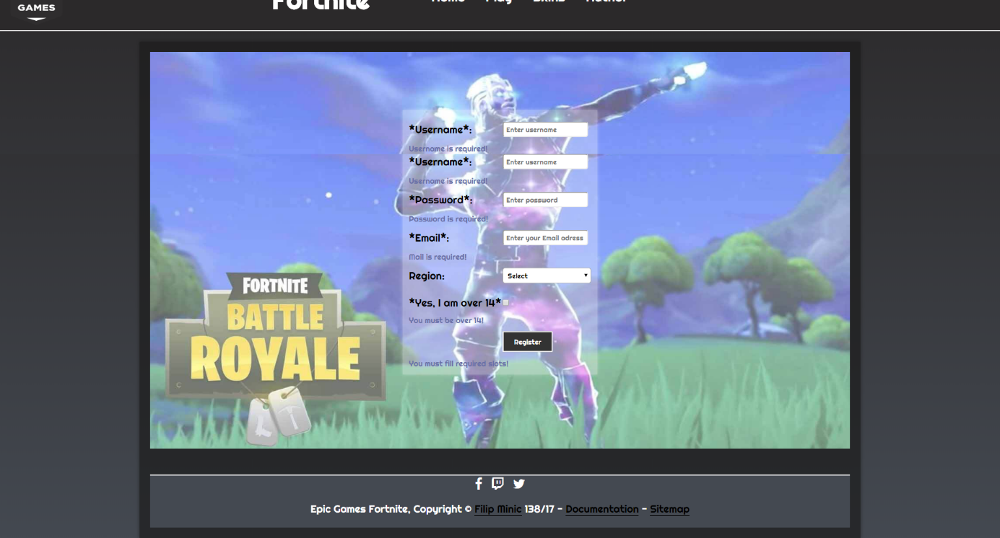 GAMES
Fortnite
Home Play Skins Author
*Username*: Enter username
Username is required!
*Username*: Enter username
Username is required!
*Password*: Enter password
Password is required!
*Email*: Enter your Email adress
Mail is required!
Region: Select
*Yes, I am over 14*
You must be over 14!
Register
You must fill required slots!
FORTNITE
BATTLE
ROYALE
Epic Games Fortnite, Copyright © Filip Minic 138/17 - Documentation - Sitemap